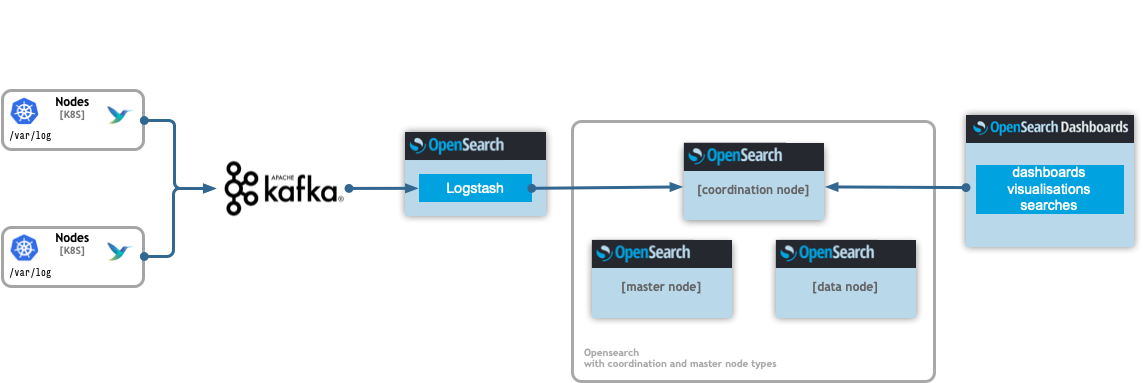 Nodes
[K8S]
/var/log
Nodes
[K8S]
/var/log
APACHE
kafka®
OpenSearch
Logstash
OpenSearch
[coordination node]
OpenSearch
[master node]
OpenSearch
[data node]
Opensearch
with coordination and master node types
OpenSearch Dashboards
dashboards
visualisations
searches